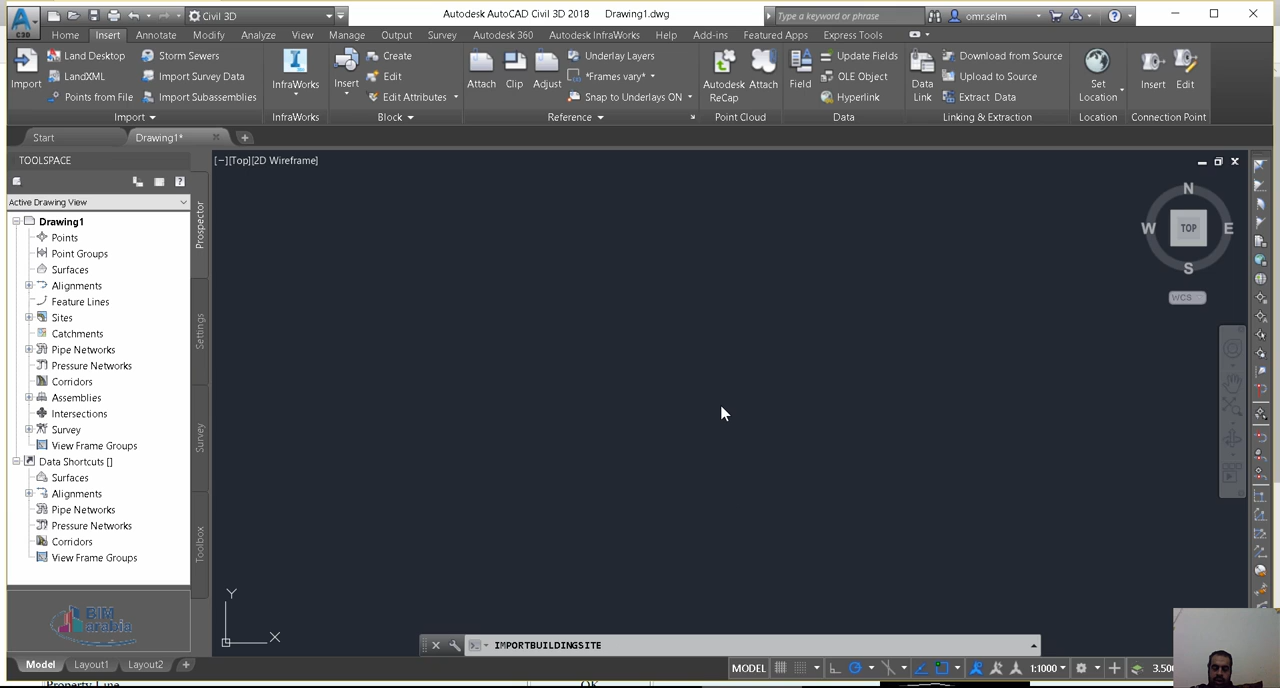 Civil 3D
Autodesk AutoCAD Civil 3D 2018 Drawing1.dwg
Type a keyword or phrase
omr.selm
C3D
Home Insert Annotate Modify Analyze View Manage Output Survey Autodesk 360 Autodesk InfraWorks Help Add-ins Featured Apps Express Tools
Import
Land Desktop
LandXML
Points from File
Storm Sewers
Import Survey Data
Import Subassemblies
InfraWorks
Insert
Create
Edit
Edit Attributes
Attach
Clip
Adjust
Underlay Layers
*Frames vary*
Snap to Underlays ON
Autodesk
ReCap
Attach
Field
Update Fields
OLE Object
Hyperlink
Data
Link
Download from Source
Upload to Source
Extract Data
Set
Location
Insert
Edit
Import InfraWorks Block Reference Point Cloud Data Linking & Extraction Location Connection Point
Start
Drawing1*
TOOLSPACE
[−][Top][2D Wireframe]
Active Drawing View
Drawing1
Points
Point Groups
Surfaces
Alignments
Feature Lines
Sites
Catchments
Pipe Networks
Pressure Networks
Corridors
Assemblies
Intersections
Survey
View Frame Groups
Data Shortcuts []
Surfaces
Alignments
Pipe Networks
Pressure Networks
Corridors
View Frame Groups
Prospector
Settings
Survey
Toolbox
N
W
TOP
E
S
WCS
BIM
arabia
Y
X
IMPORTBUILDINGSITE
Model Layout1 Layout2
MODEL
1:1000
3.500
Property Line
OK